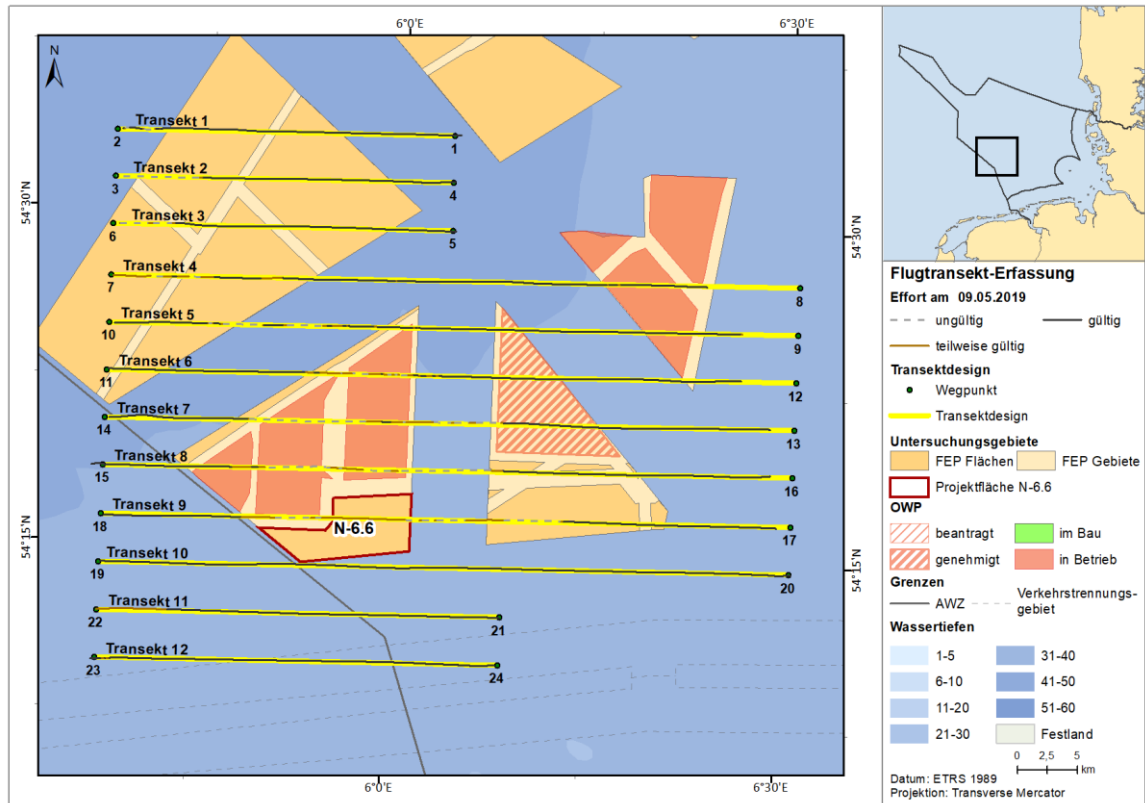 6°0'E
6°30'E
N
54°30'N
54°15'N
Transekt 1
2
1
Transekt 2
3
4
Transekt 3
6
5
Transekt 4
7
8
Transekt 5
10
9
Transekt 6
11
12
Transekt 7
14
13
Transekt 8
15
16
Transekt 9
18
17
N-6.6
Transekt 10
19
20
Transekt 11
22
21
Transekt 12
23
24
54°30'N
54°15'N
6°0'E
6°30'E
Flugtransekt-Erfassung
Effort am 09.05.2019
ungültig
gültig
teilweise gültig
Transektdesign
Wegpunkt
Transektdesign
Untersuchungsgebiete
FEP Flächen
FEP Gebiete
Projektfläche N-6.6
OWP
beantragt
im Bau
genehmigt
in Betrieb
Grenzen
AWZ
Verkehrstrennungs-
gebiet
Wassertiefen
1-5
31-40
6-10
41-50
11-20
51-60
21-30
Festland
0 2,5 5
km
Datum: ETRS 1989
Projektion: Transverse Mercator